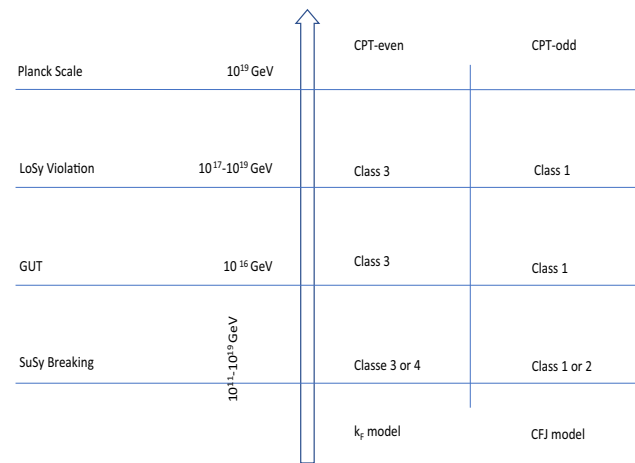 CPT-even CPT-odd
Planck Scale 10¹⁹ GeV
LoSy Violation 10¹⁷-10¹⁹ GeV Class 3 Class 1
GUT 10¹⁶ GeV Class 3 Class 1
SuSy Breaking 10¹¹-10¹⁹ GeV Classe 3 or 4 Class 1 or 2
k_F model CFJ model